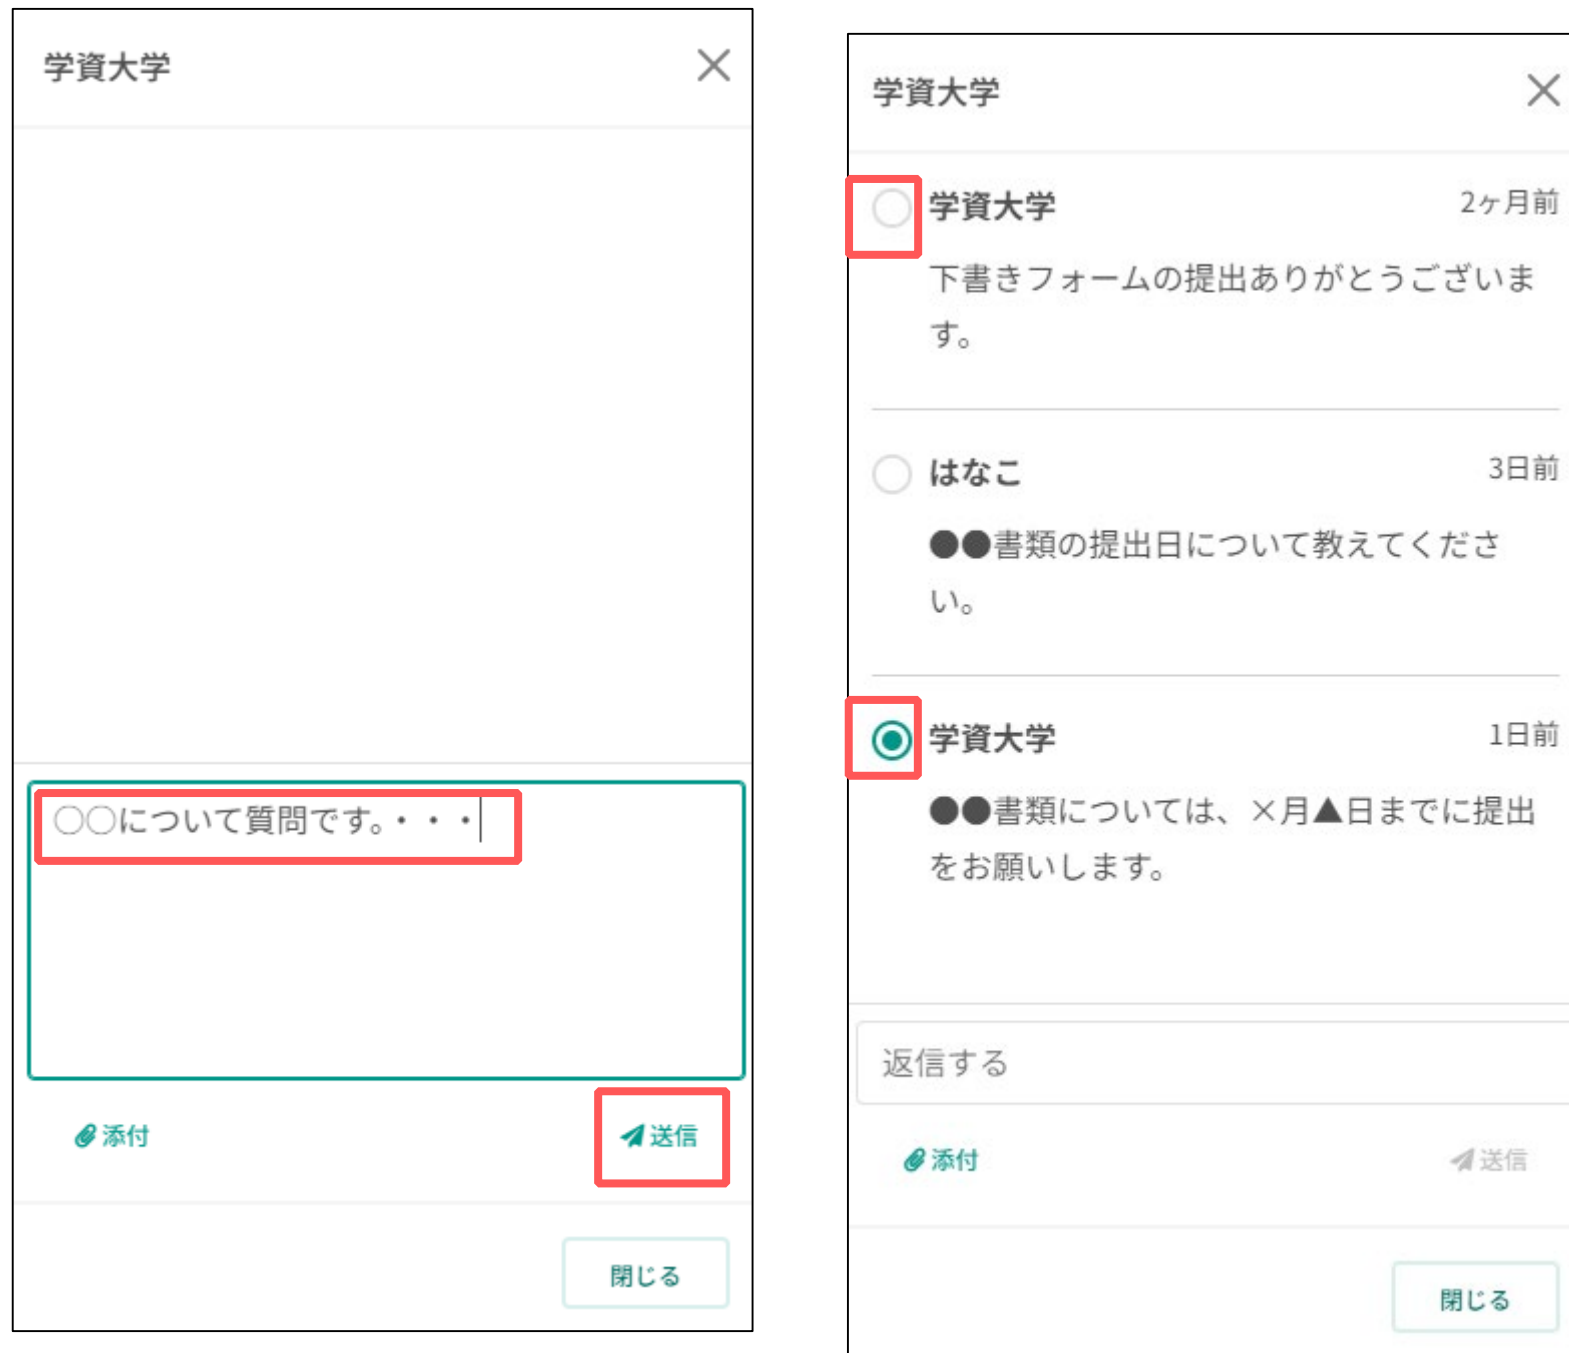 学資大学
○○について質問です。・・・
添付
送信
閉じる
学資大学
学資大学
2ヶ月前
下書きフォームの提出ありがとうございま
す。
はなこ
3日前
●●書類の提出日について教えてくださ
い。
学資大学
1日前
●●書類については、×月▲日までに提出
をお願いします。
返信する
添付
送信
閉じる